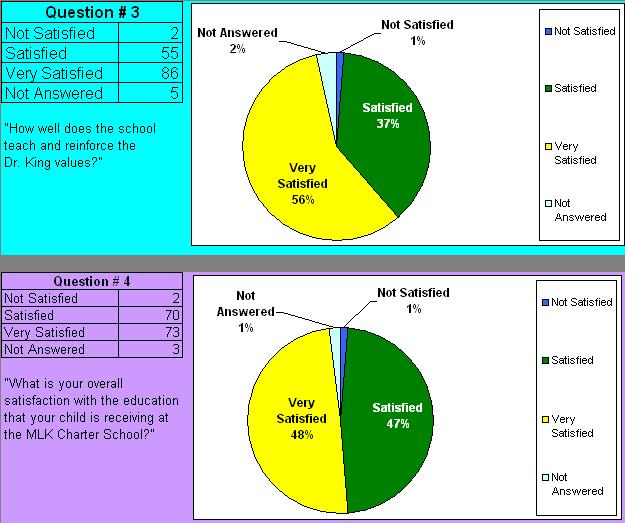 Question # 3
Not Satisfied 2
Satisfied 55
Very Satisfied 86
Not Answered 5
"How well does the school
teach and reinforce the
Dr. King values?"
Not Answered
2%
Not Satisfied
1%
Satisfied
37%
Very
Satisfied
56%
Not Satisfied
Satisfied
Very
Satisfied
Not
Answered
Question # 4
Not Satisfied 2
Satisfied 70
Very Satisfied 73
Not Answered 3
"What is your overall
satisfaction with the education
that your child is receiving at
the MLK Charter School?"
Not
Answered
1%
Not Satisfied
1%
Very
Satisfied
48%
Satisfied
47%
Not Satisfied
Satisfied
Very
Satisfied
Not
Answered